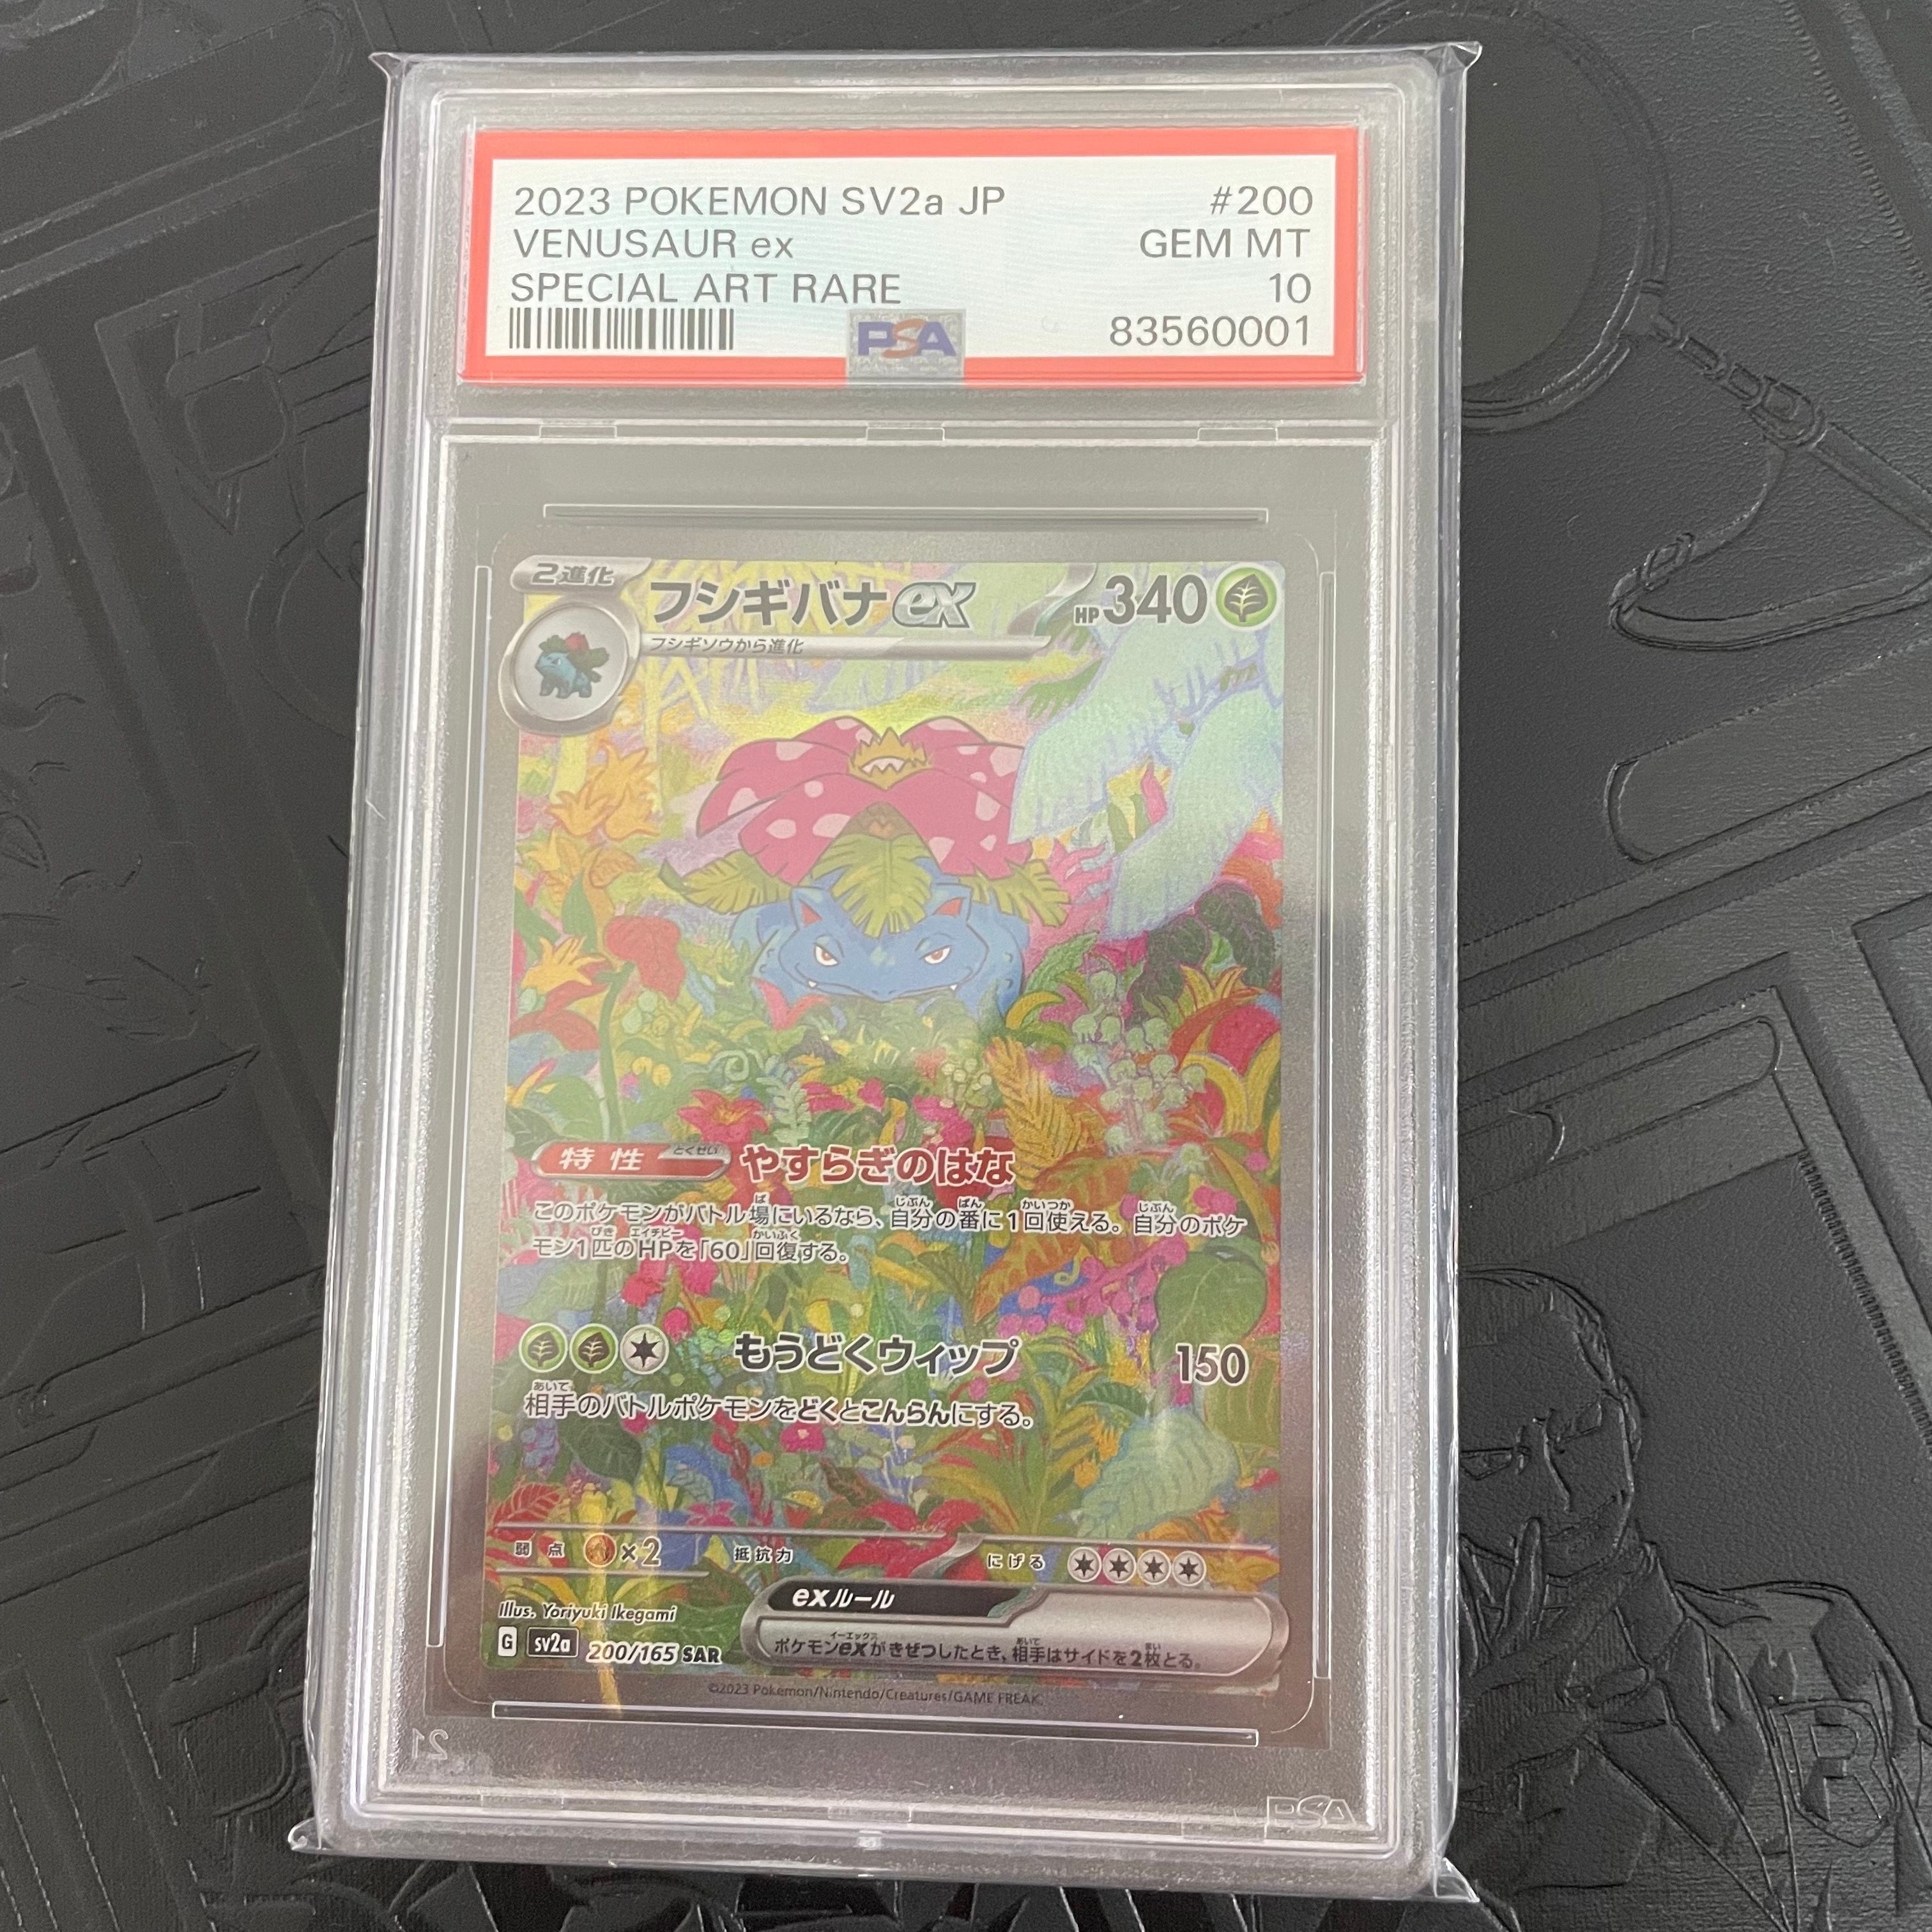 2023 POKEMON SV2a JP #200
VENUSAUR ex GEM MT
SPECIAL ART RARE 10
PSA 83560001
2進化
フシギバナex HP340
フシギソウから進化
特性 とくせい やすらぎのはな
このポケモンがバトル場にいるなら、自分の番に1回使える。自分のポケ
モン1匹のHPを「60」回復する。
もうどくウィップ 150
相手のバトルポケモンをどくとこんらんにする。
弱点 ×2 抵抗力 にげる
exルール
ポケモンexがきぜつしたとき、相手はサイドを2枚とる。
Illus. Yoriyuki Ikegami
G sv2a 200/165 SAR
©2023 Pokémon/Nintendo/Creatures/GAME FREAK.
21
PSA
R